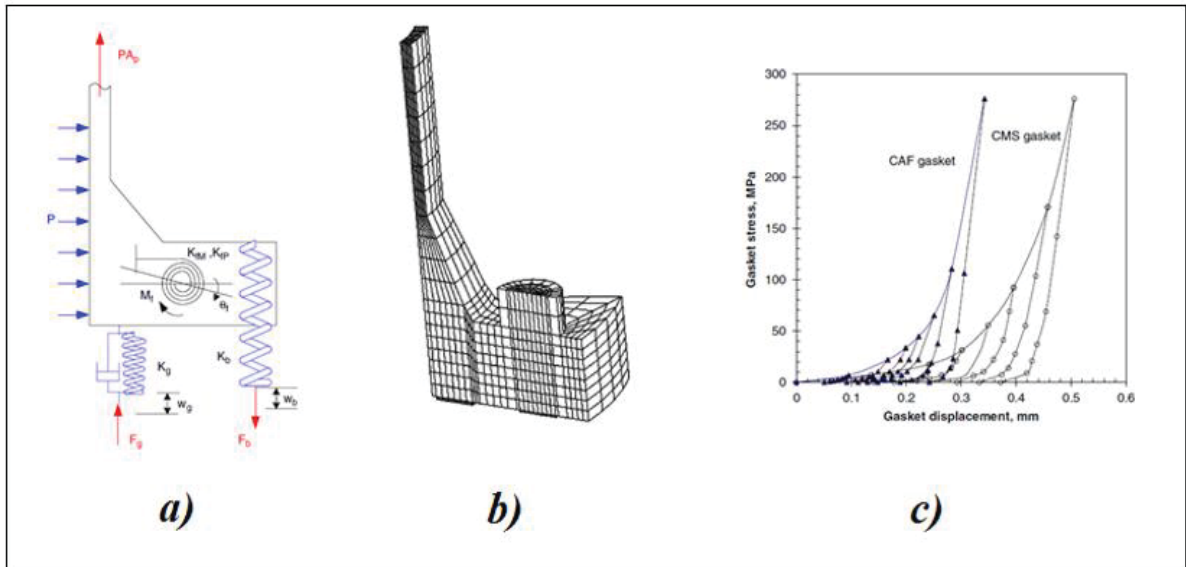 PAp
P
KfM ,KfP
Mf
θf
Kg
Kb
wg
wb
Fg
Fb
a)
b)
300
250
200
150
100
50
0
Gasket stress, MPa
CAF gasket
CMS gasket
0 0.1 0.2 0.3 0.4 0.5 0.6
Gasket displacement, mm
c)